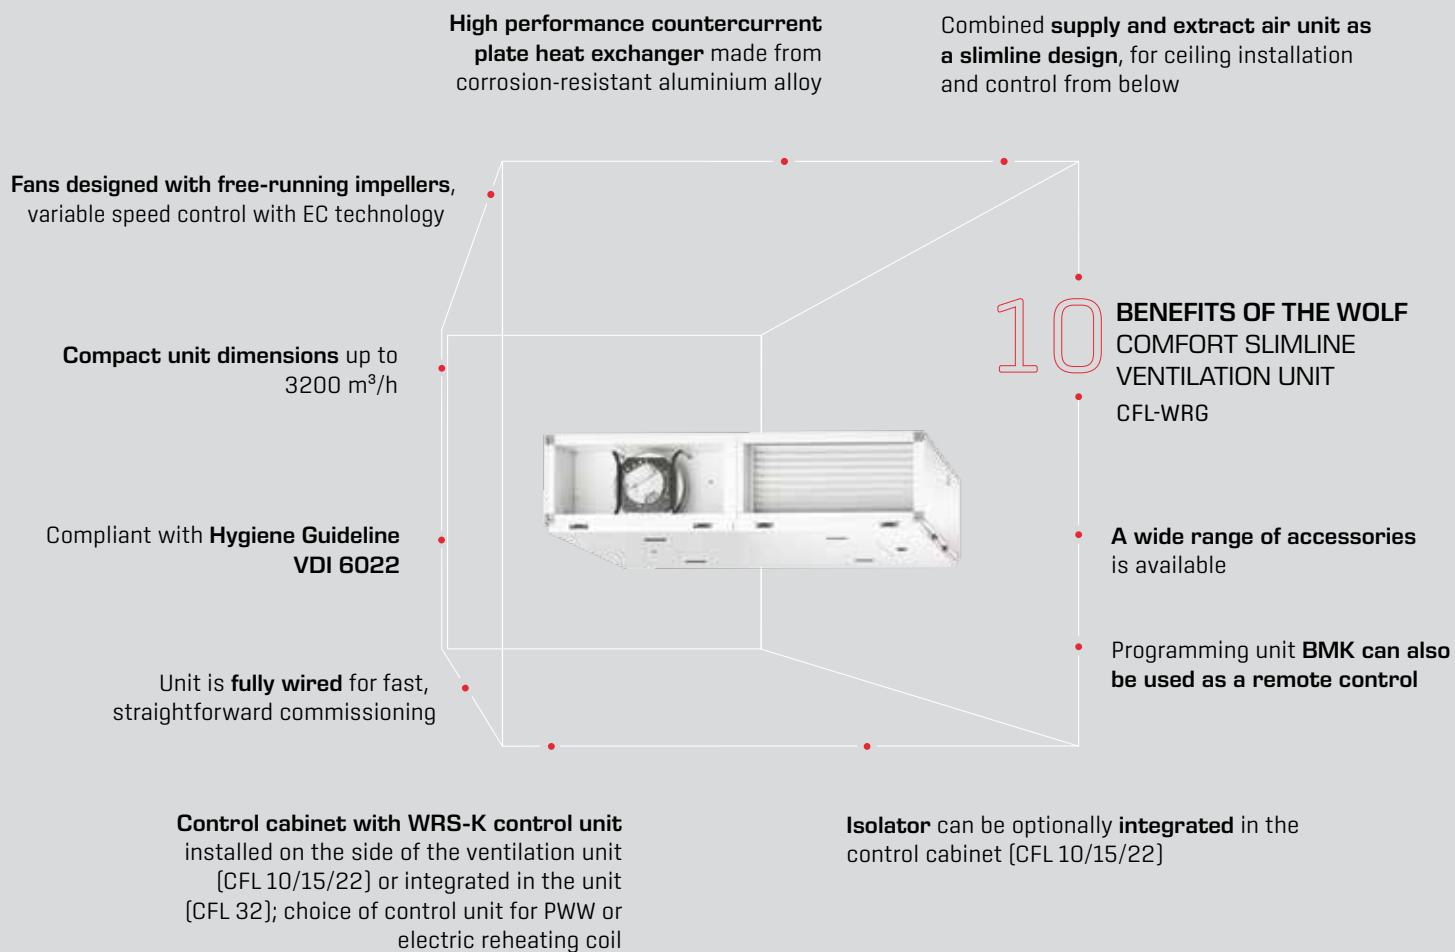 High performance countercurrent
plate heat exchanger made from
corrosion-resistant aluminium alloy
Combined supply and extract air unit as
a slimline design, for ceiling installation
and control from below
Fans designed with free-running impellers,
variable speed control with EC technology
10
BENEFITS OF THE WOLF
COMFORT SLIMLINE
VENTILATION UNIT
CFL-WRG
Compact unit dimensions up to
3200 m³/h
Compliant with Hygiene Guideline
VDI 6022
A wide range of accessories
is available
Unit is fully wired for fast,
straightforward commissioning
Programming unit BMK can also
be used as a remote control
Control cabinet with WRS-K control unit
installed on the side of the ventilation unit
(CFL 10/15/22) or integrated in the unit
(CFL 32); choice of control unit for PWW or
electric reheating coil
Isolator can be optionally integrated in the
control cabinet (CFL 10/15/22)